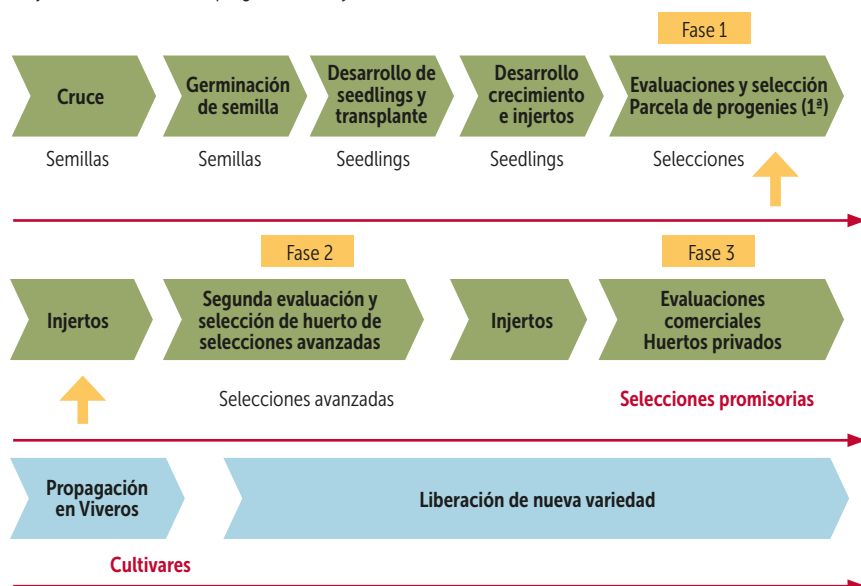 Fase 1
Cruce
Germinación
de semilla
Desarrollo de
seedlings y
transplante
Desarrollo
crecimiento
e injertos
Evaluaciones y selección
Parcela de progenies (1ª)
Semillas
Semillas
Seedlings
Seedlings
Selecciones
Fase 2
Fase 3
Injertos
Segunda evaluación y
selección de huerto de
selecciones avanzadas
Injertos
Evaluaciones
comerciales
Huertos privados
Selecciones avanzadas
Selecciones promisorias
Propagación
en Viveros
Liberación de nueva variedad
Cultivares